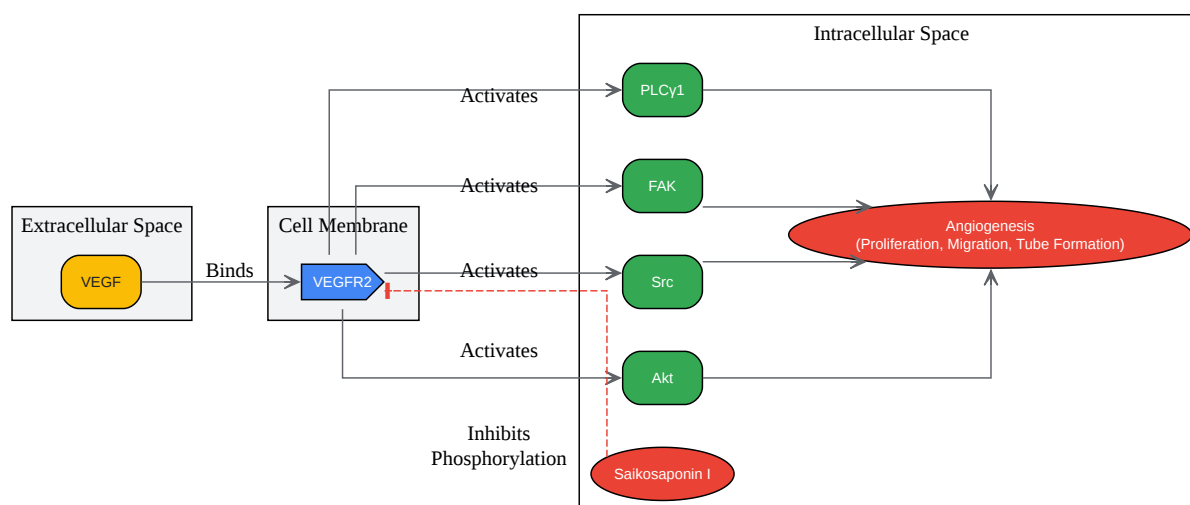 Intracellular Space
PLCγ1
Activates
FAK
Activates
Extracellular Space
Cell Membrane
Angiogenesis
(Proliferation, Migration, Tube Formation)
VEGF
Binds
VEGFR2
Activates
Src
Activates
Akt
Inhibits
Phosphorylation
Saikosaponin I